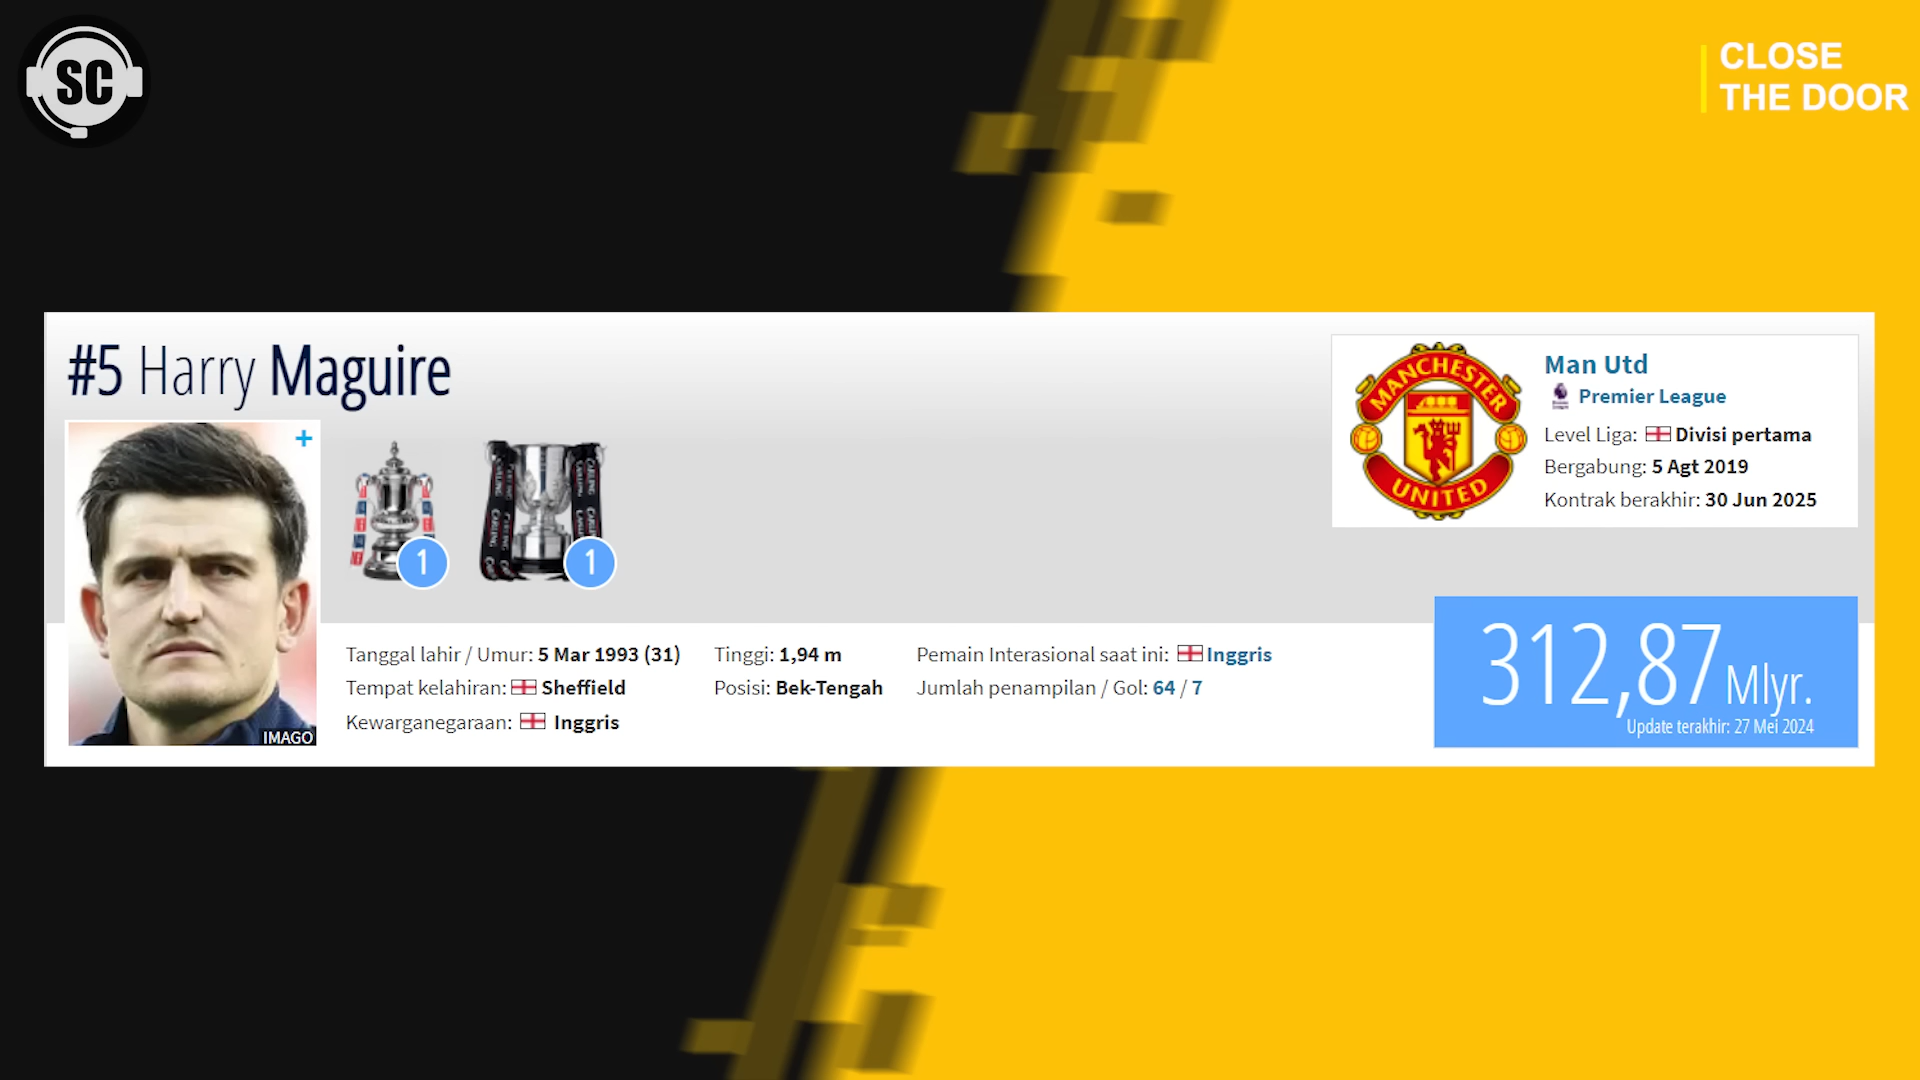 SC
CLOSE
THE DOOR
#5 Harry Maguire
+
1
1
IMAGO
Tanggal lahir / Umur: 5 Mar 1993 (31)
Tempat kelahiran: Sheffield
Kewarganegaraan: Inggris
Tinggi: 1,94 m
Posisi: Bek-Tengah
Pemain Interasional saat ini: Inggris
Jumlah penampilan / Gol: 64 / 7
MANCHESTER
UNITED
Man Utd
Premier League
Level Liga: Divisi pertama
Bergabung: 5 Agt 2019
Kontrak berakhir: 30 Jun 2025
312,87 Mlyr.
Update terakhir: 27 Mei 2024